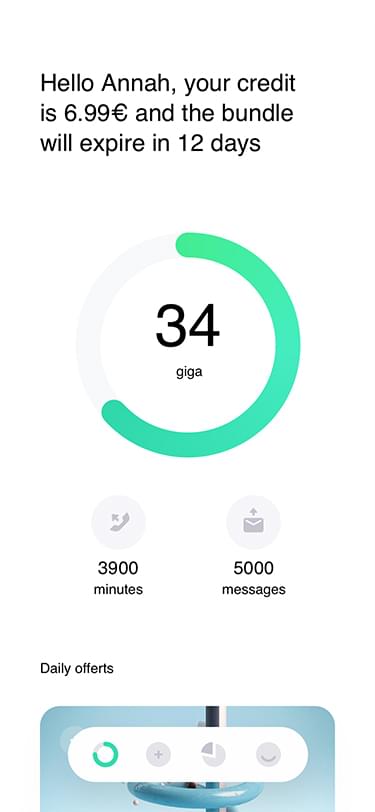 Hello Annah, your credit
is 6.99€ and the bundle
will expire in 12 days
34
giga
3900
minutes
5000
messages
Daily offerts